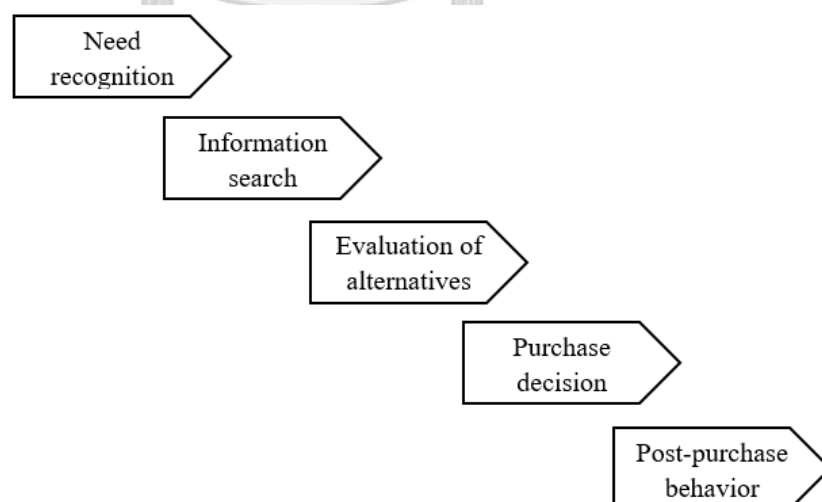 Need
recognition
Information
search
Evaluation of
alternatives
Purchase
decision
Post-purchase
behavior